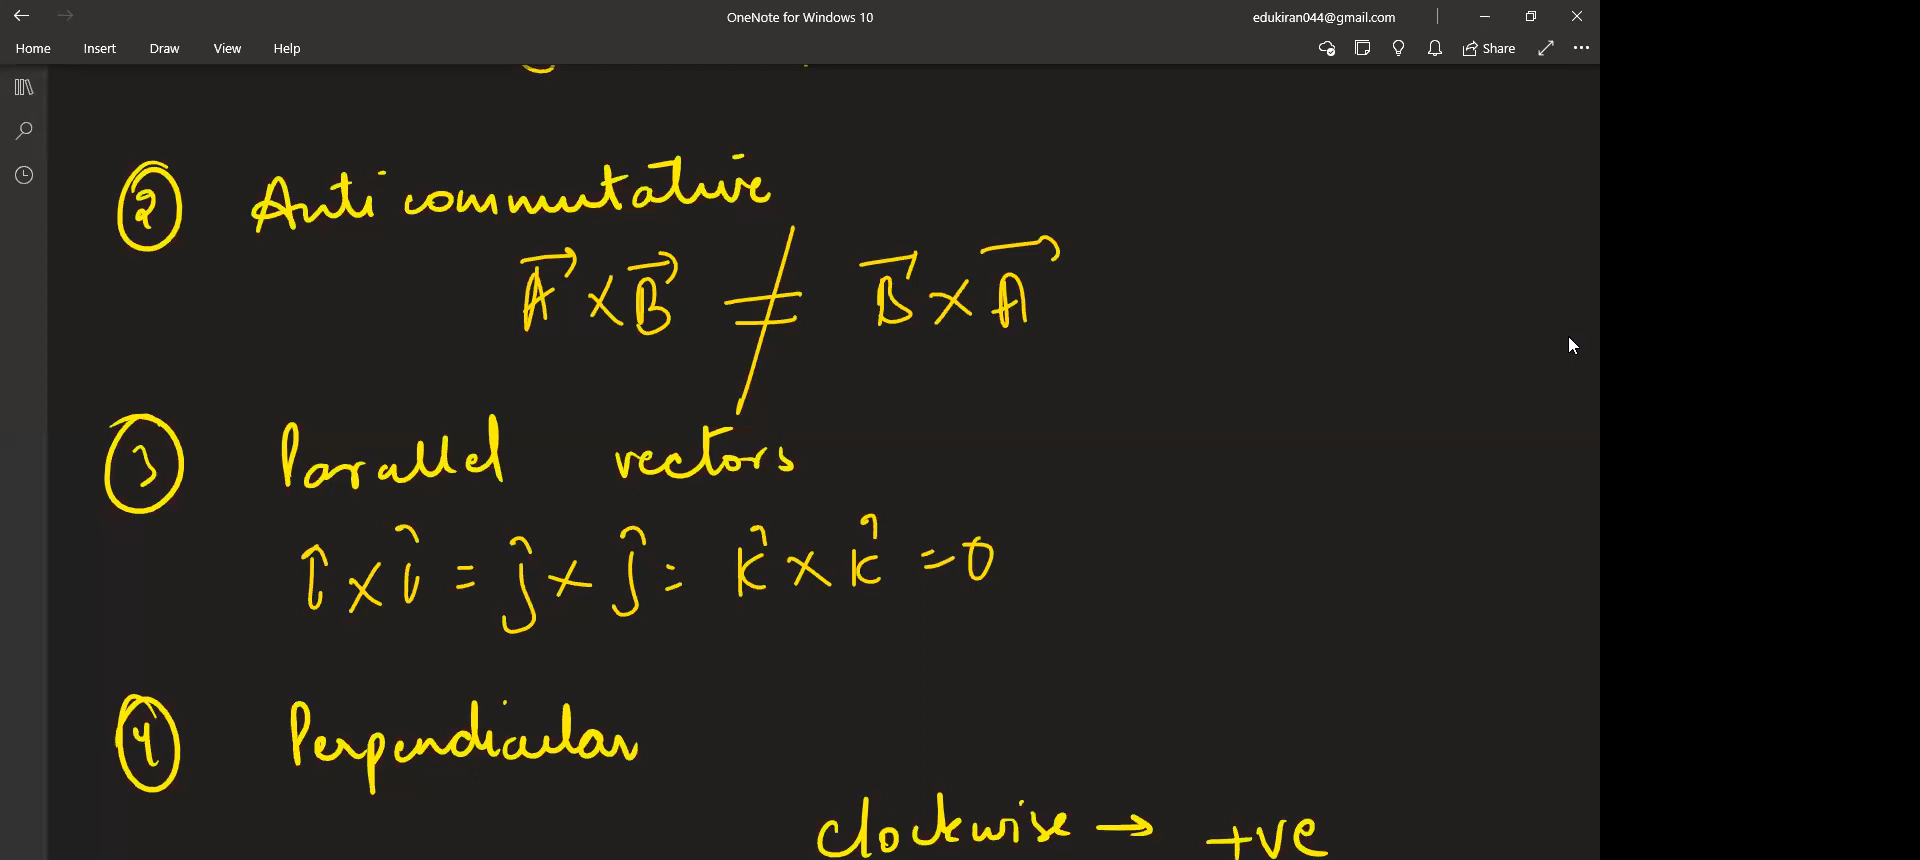 OneNote for Windows 10
edukiran044@gmail.com
Home Insert Draw View Help
Share
② Anti commutative
A⃗ × B⃗ ≠ B⃗ × A⃗
③ Parallel vectors
î × î = ĵ × ĵ = k̂ × k̂ = 0
④ Perpendicular
clockwise → +ve